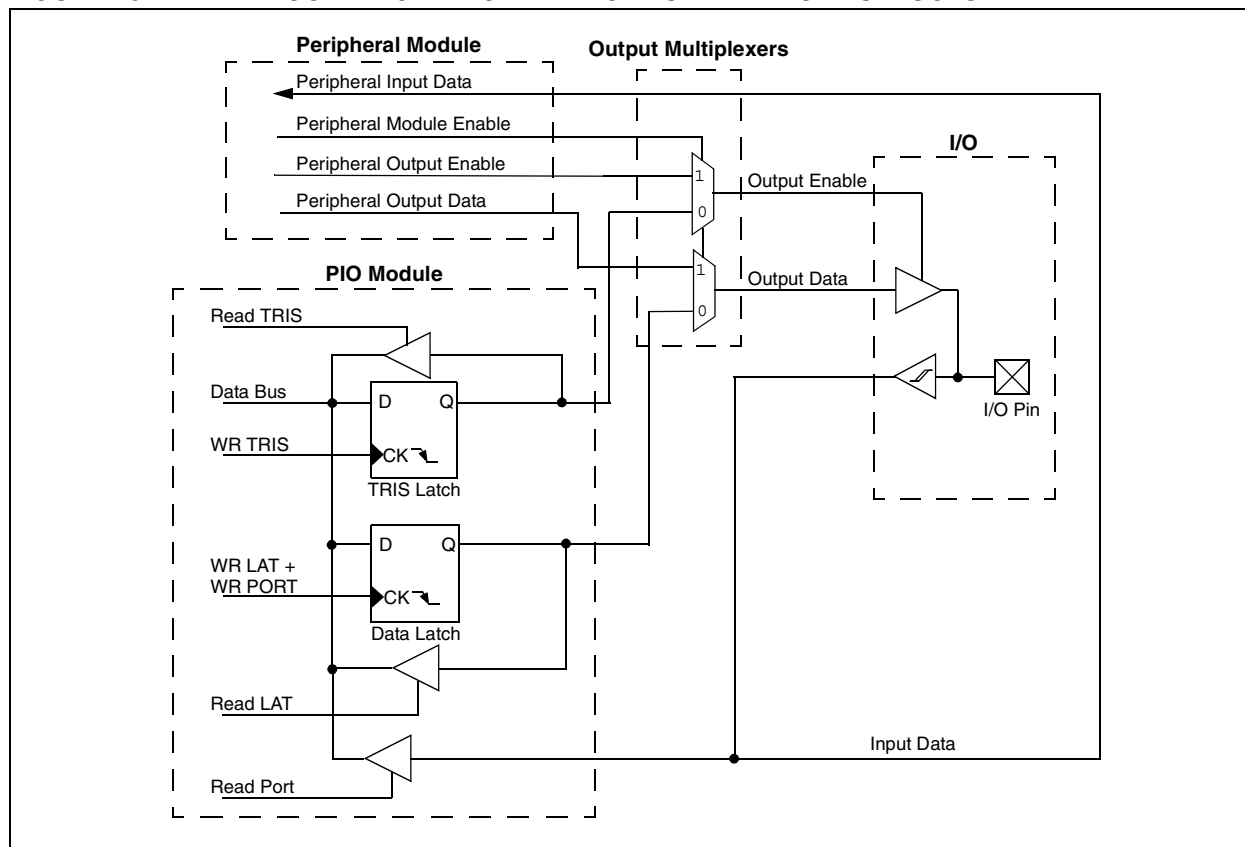 Peripheral Module
Output Multiplexers
Peripheral Input Data
Peripheral Module Enable
Peripheral Output Enable
Peripheral Output Data
1
0
Output Enable
I/O
1
0
Output Data
I/O Pin
PIO Module
Read TRIS
Data Bus
D
Q
WR TRIS
CK
TRIS Latch
D
Q
WR LAT +
WR PORT
CK
Data Latch
Read LAT
Input Data
Read Port